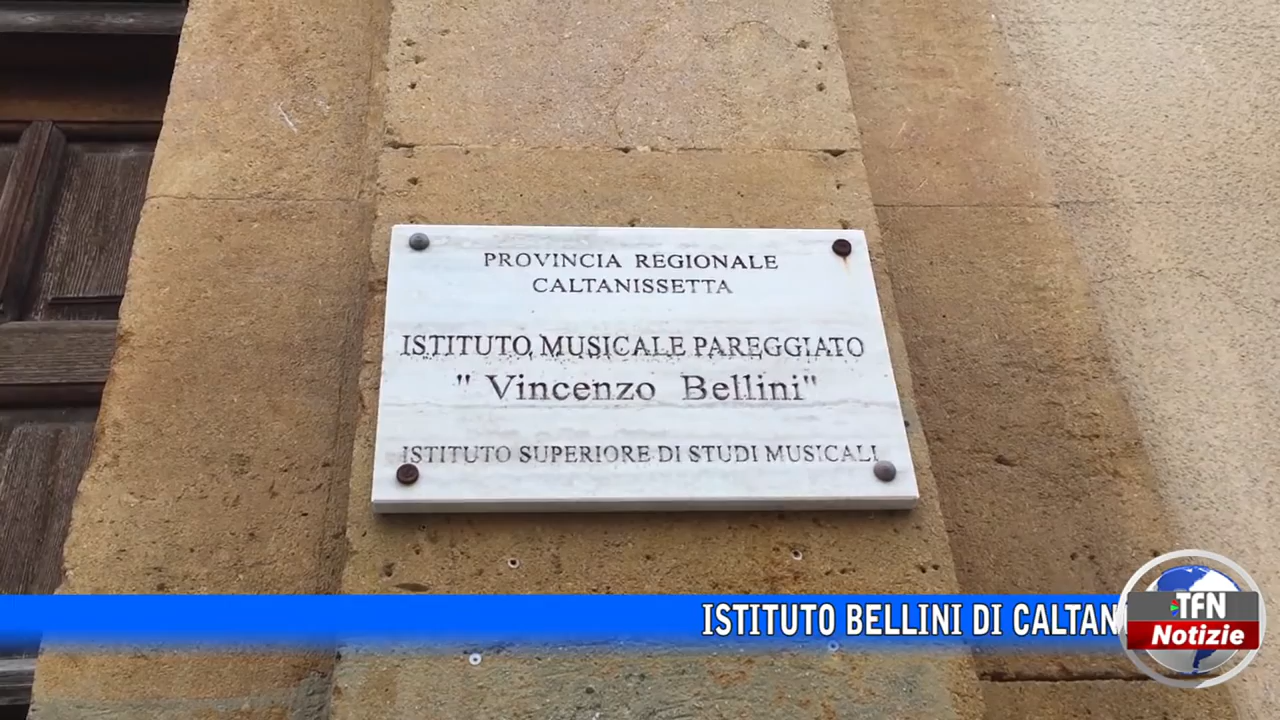 PROVINCIA REGIONALE
CALTANISSETTA
ISTITUTO MUSICALE PAREGGIATO
" Vincenzo Bellini"
ISTITUTO SUPERIORE DI STUDI MUSICALI
ISTITUTO BELLINI DI CALTAN
TFN
Notizie